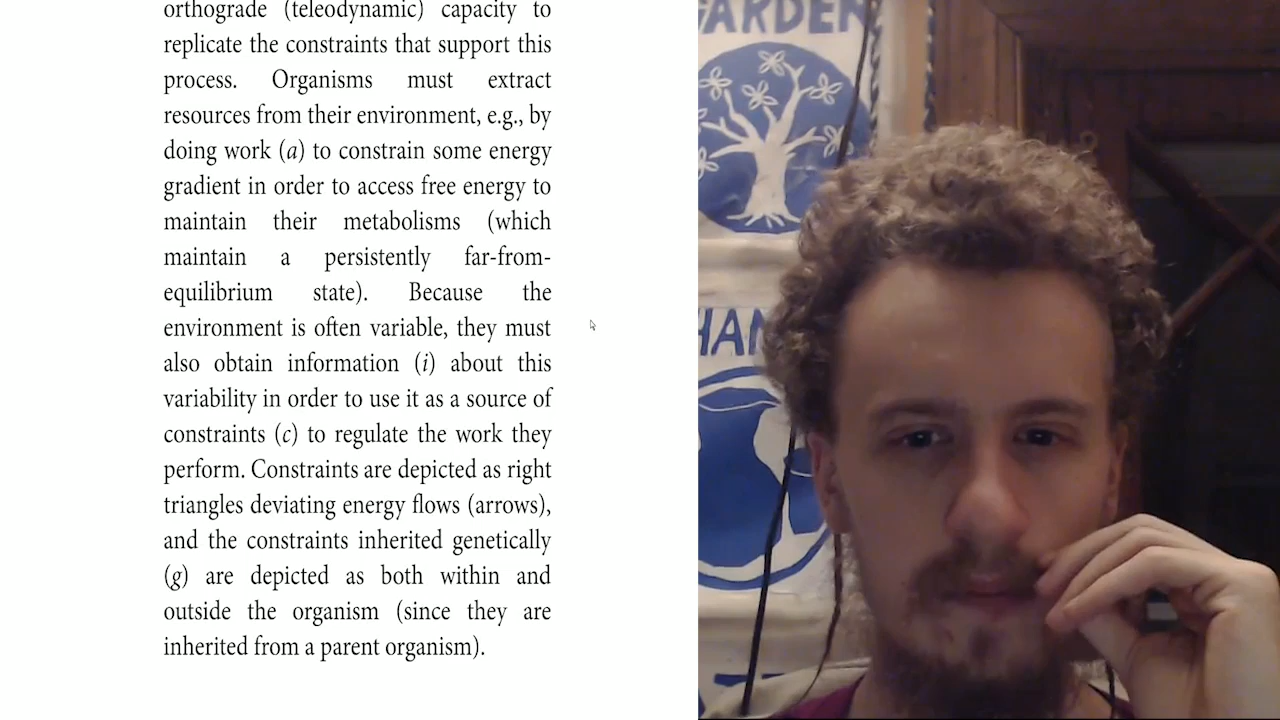 orthograde (teleodynamic) capacity to
replicate the constraints that support this
process. Organisms must extract
resources from their environment, e.g., by
doing work (a) to constrain some energy
gradient in order to access free energy to
maintain their metabolisms (which
maintain a persistently far-from-
equilibrium state). Because the
environment is often variable, they must
also obtain information (i) about this
variability in order to use it as a source of
constraints (c) to regulate the work they
perform. Constraints are depicted as right
triangles deviating energy flows (arrows),
and the constraints inherited genetically
(g) are depicted as both within and
outside the organism (since they are
inherited from a parent organism).